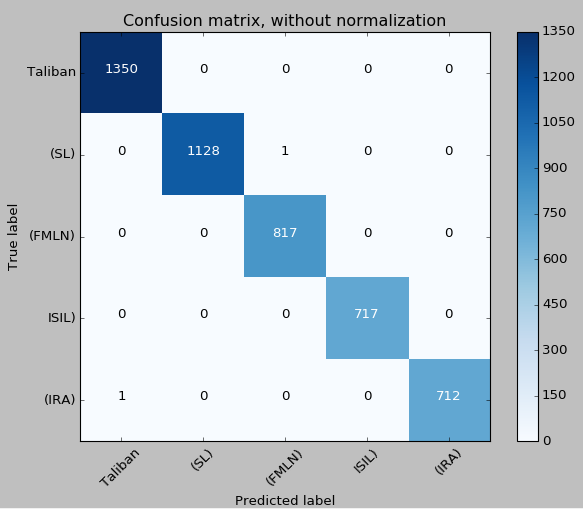 Confusion matrix, without normalization
Taliban 1350 0 0 0 0
(SL) 0 1128 1 0 0
(FMLN) 0 0 817 0 0
ISIL) 0 0 0 717 0
(IRA) 1 0 0 0 712
Taliban (SL) (FMLN) ISIL) (IRA)
True label
Predicted label
1350
1200
1050
900
750
600
450
300
150
0